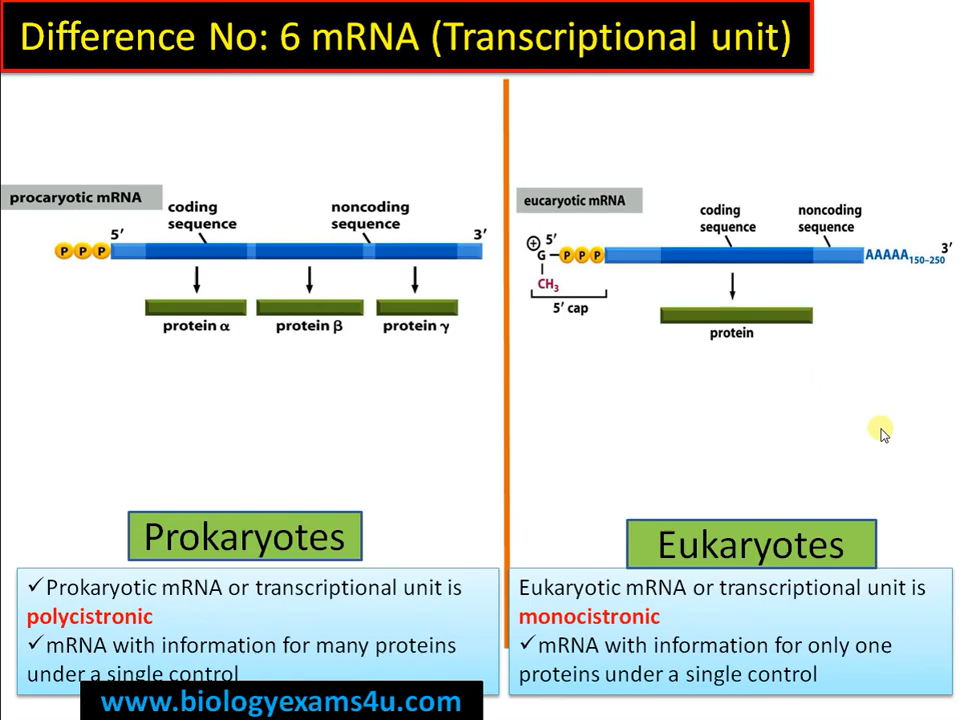 Difference No: 6 mRNA (Transcriptional unit)
procaryotic mRNA
coding
sequence
noncoding
sequence
5′
3′
P P P
protein α
protein β
protein γ
eucaryotic mRNA
coding
sequence
noncoding
sequence
+
5′
3′
G P P P
AAAAA150–250
CH3
5′ cap
protein
Prokaryotes
✓Prokaryotic mRNA or transcriptional unit is
polycistronic
✓mRNA with information for many proteins
under a single control
www.biologyexams4u.com
Eukaryotes
Eukaryotic mRNA or transcriptional unit is
monocistronic
✓mRNA with information for only one
proteins under a single control